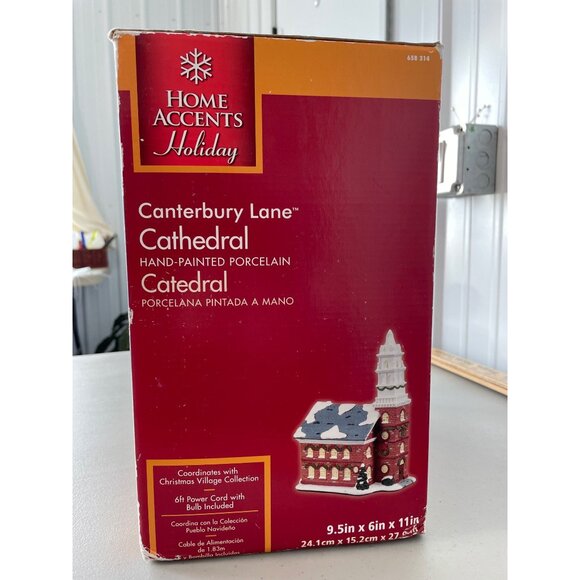 658 314
HOME
ACCENTS
Holiday
Canterbury Lane™
Cathedral
HAND-PAINTED PORCELAIN
Catedral
PORCELANA PINTADA A MANO
Coordinates with
Christmas Village Collection
6ft Power Cord with
Bulb Included
Coordina con la Colección
Pueblo Navideño
Cable de Alimentación
de 1.83m
y Bombilla Incluidos
9.5in x 6in x 11in
24.1cm x 15.2cm x